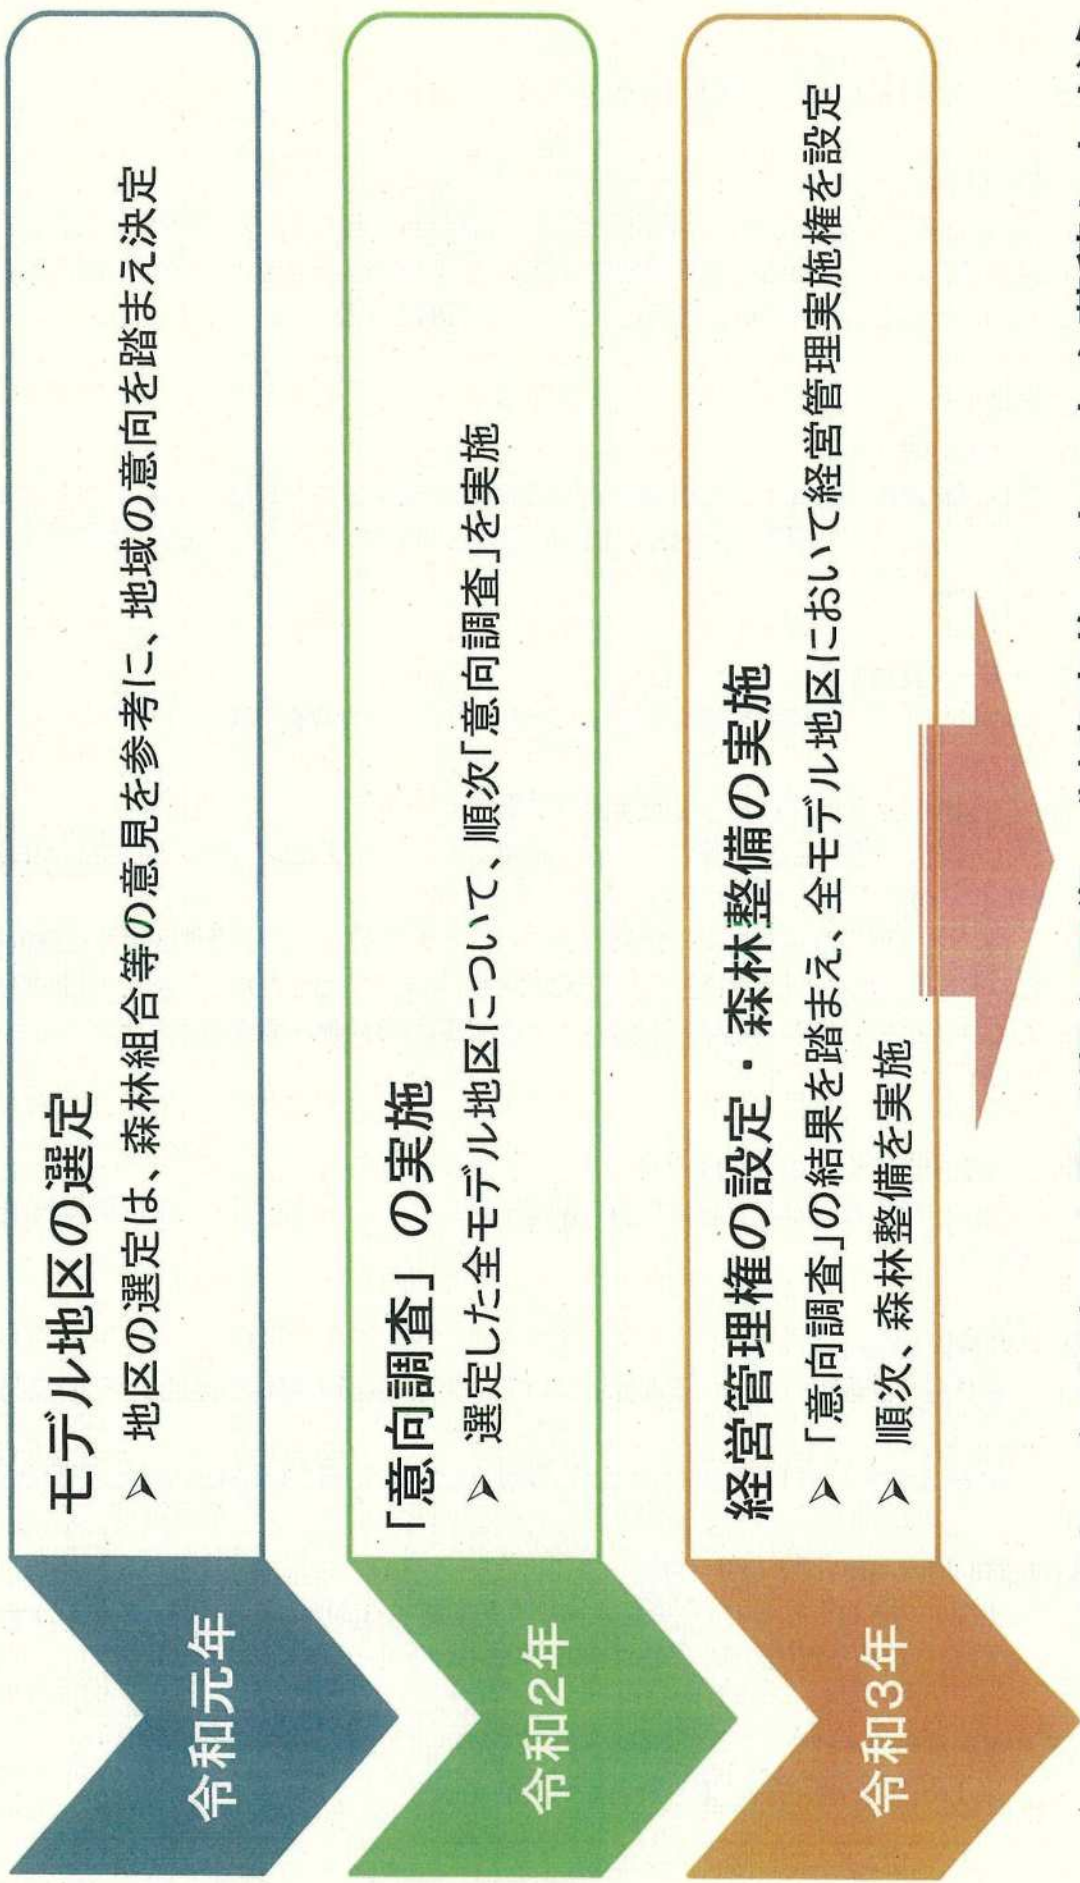 令和元年
モデル地区の選定
➤ 地区の選定は、森林組合等の意見を参考に、地域の意向を踏まえ決定
令和2年
「意向調査」の実施
➤ 選定した全モデル地区について、順次「意向調査」を実施
令和3年
経営管理権の設定・森林整備の実施
➤ 「意向調査」の結果を踏まえ、全モデル地区において経営管理実施権を設定
➤ 順次、森林整備を実施